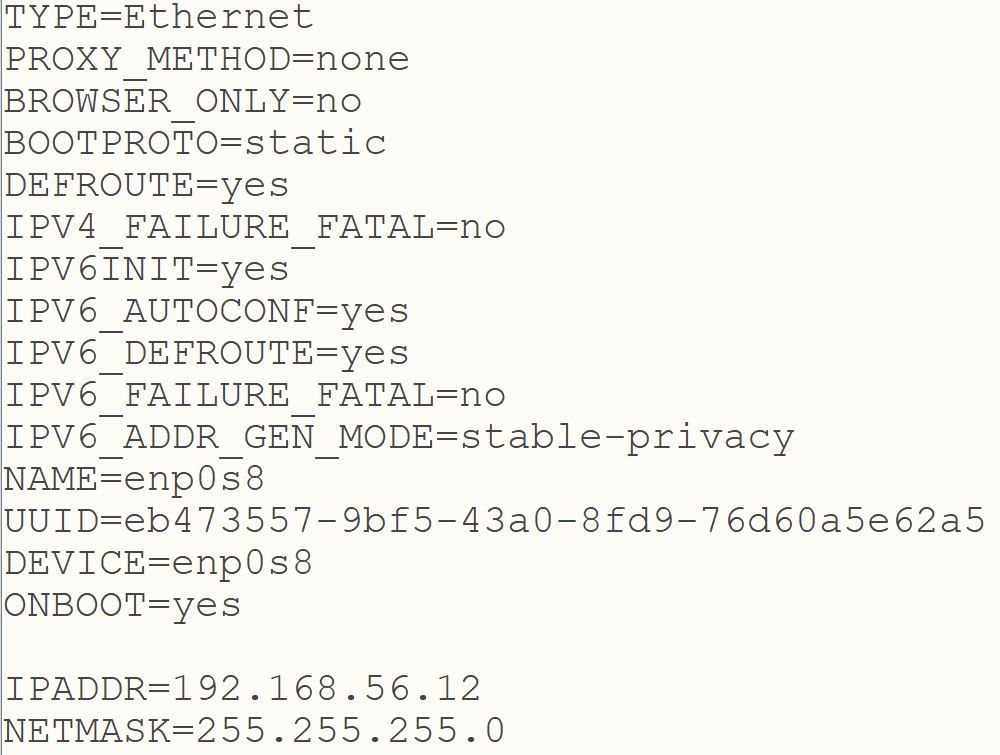 TYPE=Ethernet
PROXY_METHOD=none
BROWSER_ONLY=no
BOOTPROTO=static
DEFROUTE=yes
IPV4_FAILURE_FATAL=no
IPV6INIT=yes
IPV6_AUTOCONF=yes
IPV6_DEFROUTE=yes
IPV6_FAILURE_FATAL=no
IPV6_ADDR_GEN_MODE=stable-privacy
NAME=enp0s8
UUID=eb473557-9bf5-43a0-8fd9-76d60a5e62a5
DEVICE=enp0s8
ONBOOT=yes
IPADDR=192.168.56.12
NETMASK=255.255.255.0